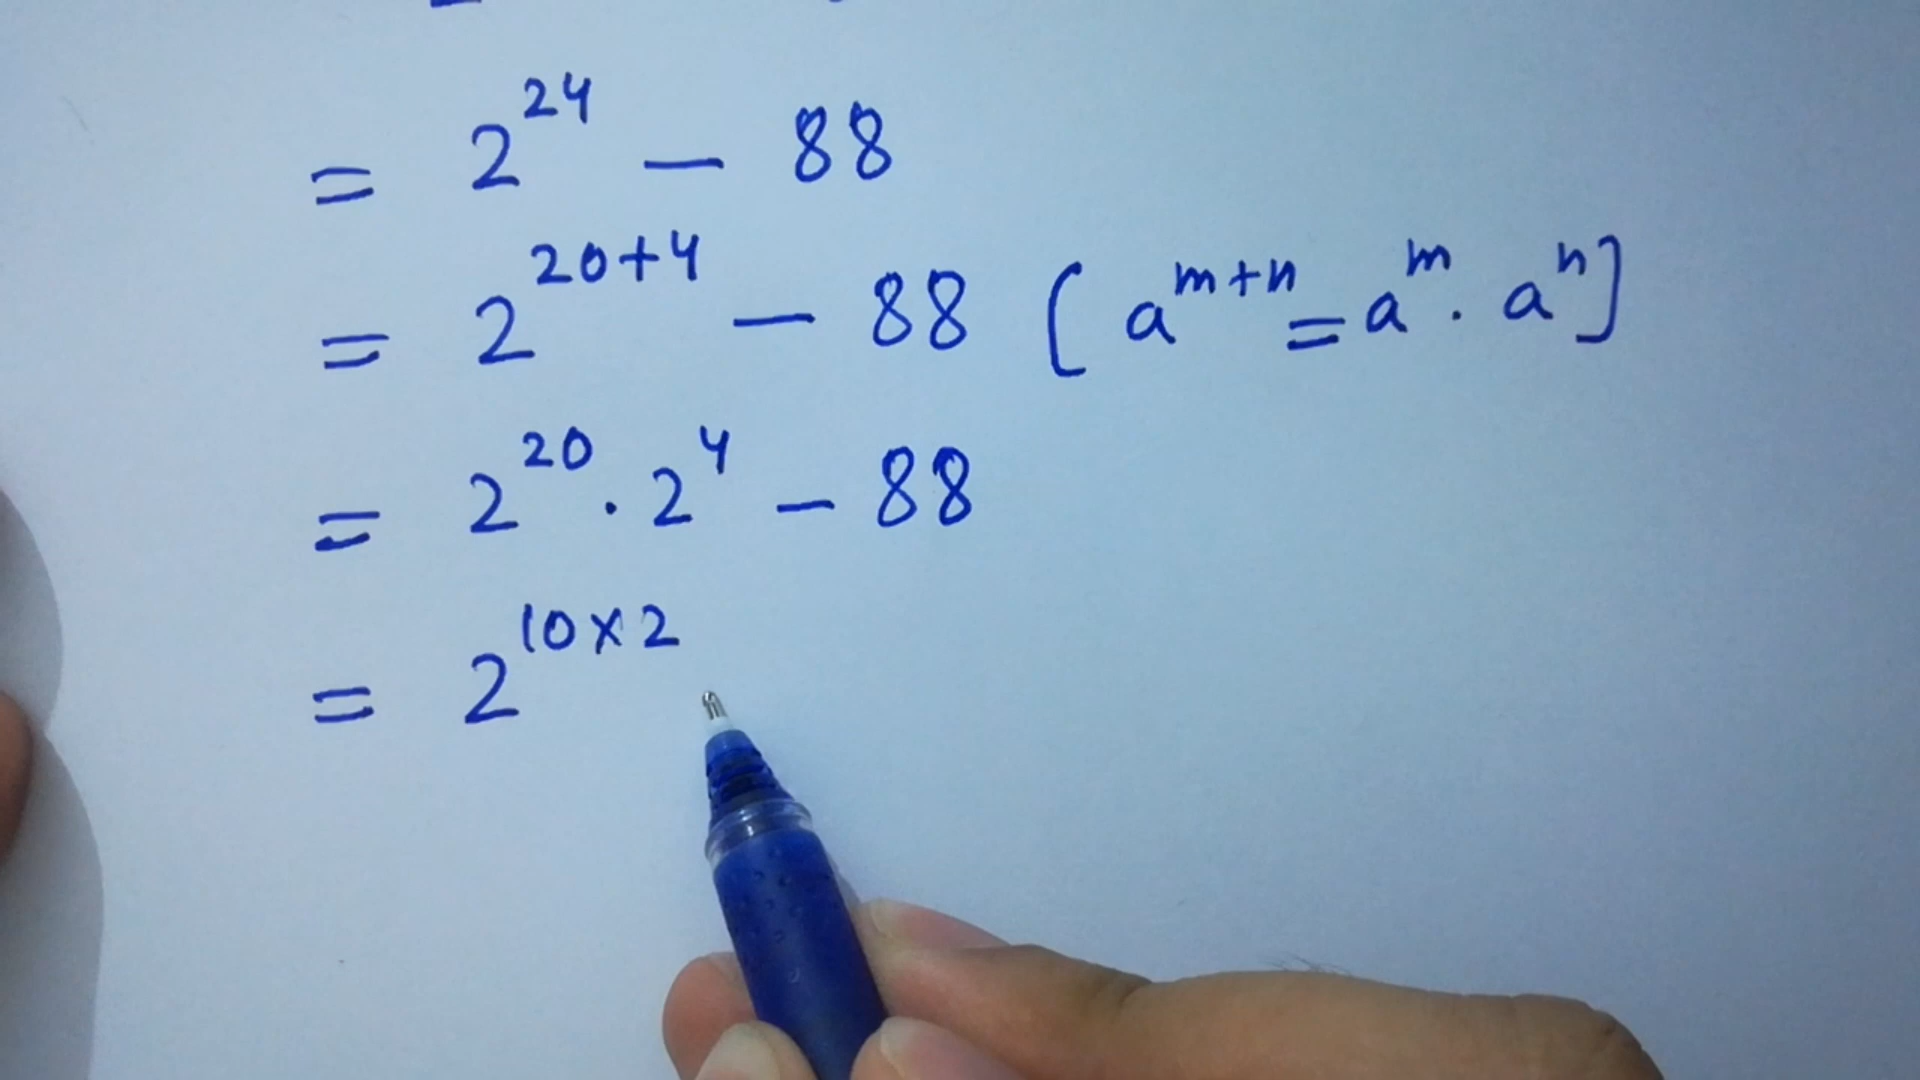 = 2^24 - 88
= 2^20+4 - 88 [a^m+n = a^m . a^n]
= 2^20 . 2^4 - 88
= 2^10×2